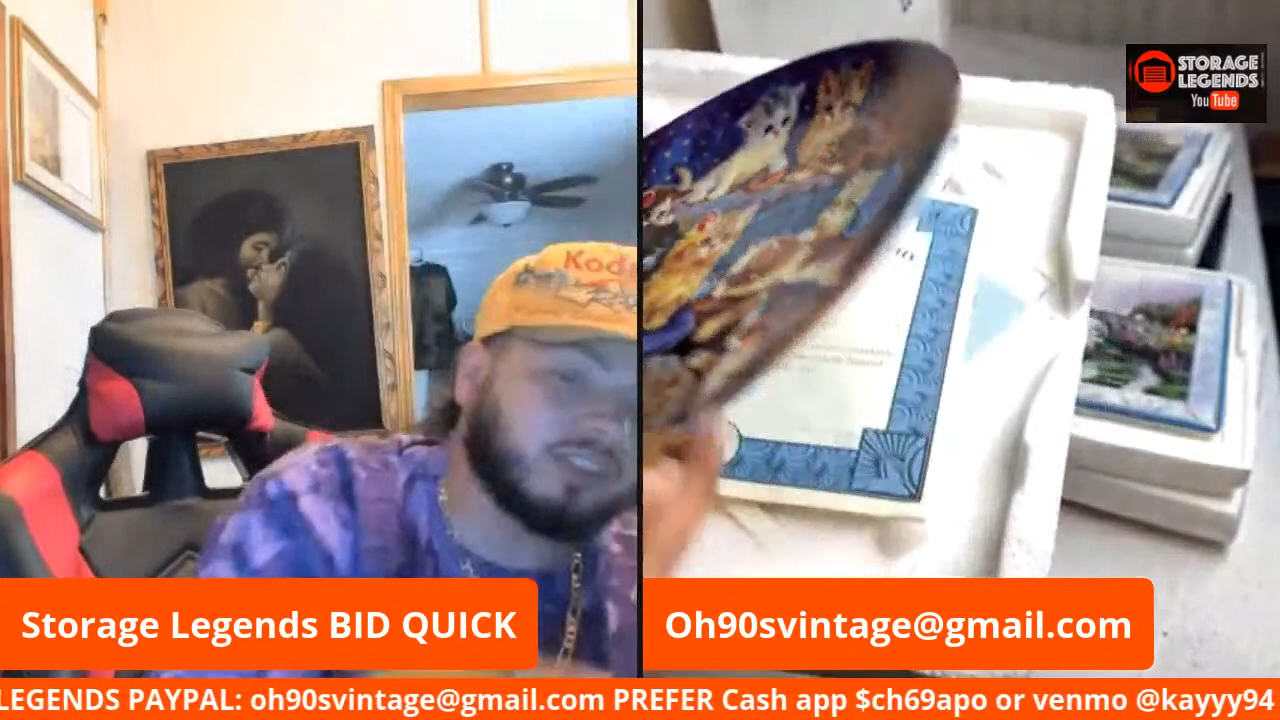 Kod
STORAGE
LEGENDS
YouTube
Storage Legends BID QUICK
Oh90svintage@gmail.com
LEGENDS PAYPAL: oh90svintage@gmail.com PREFER Cash app $ch69apo or venmo @kayyy94